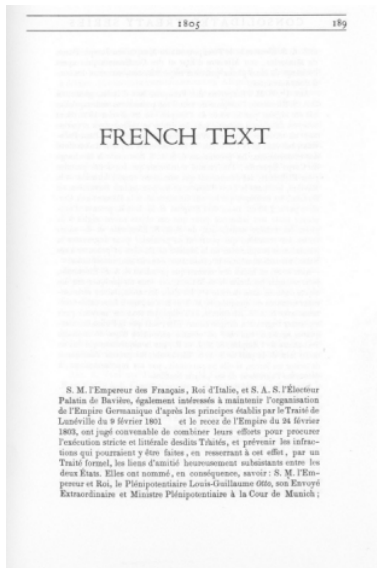 1805 189
FRENCH TEXT
S. M. l'Empereur des Français, Roi d'Italie, et S. A. S. l'Électeur
Palatin de Bavière, également intéressés à maintenir l'organisation
de l'Empire Germanique d'après les principes établis par le Traité de
Lunéville du 9 février 1801 et le recez de l'Empire du 24 février
1803, ont jugé convenable de combiner leurs efforts pour procurer
l'exécution stricte et littérale desdits Traités, et prévenir les infrac-
tions qui pourraient y être faites, en resserrant à cet effet, par un
Traité formel, les liens d'amitié heureusement subsistants entre les
deux États. Elles ont nommé, en conséquence, savoir: S. M. l'Em-
pereur et Roi, le Plénipotentiaire Louis-Guillaume Otto, son Envoyé
Extraordinaire et Ministre Plénipotentiaire à la Cour de Munich;